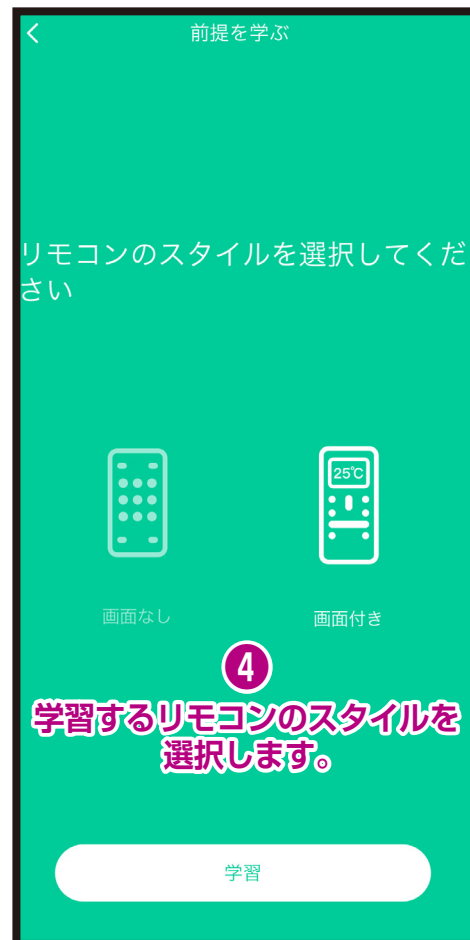 前提を学ぶ
リモコンのスタイルを選択してくだ
さい
25℃
画面なし
画面付き
4
学習するリモコンのスタイルを
選択します。
学習